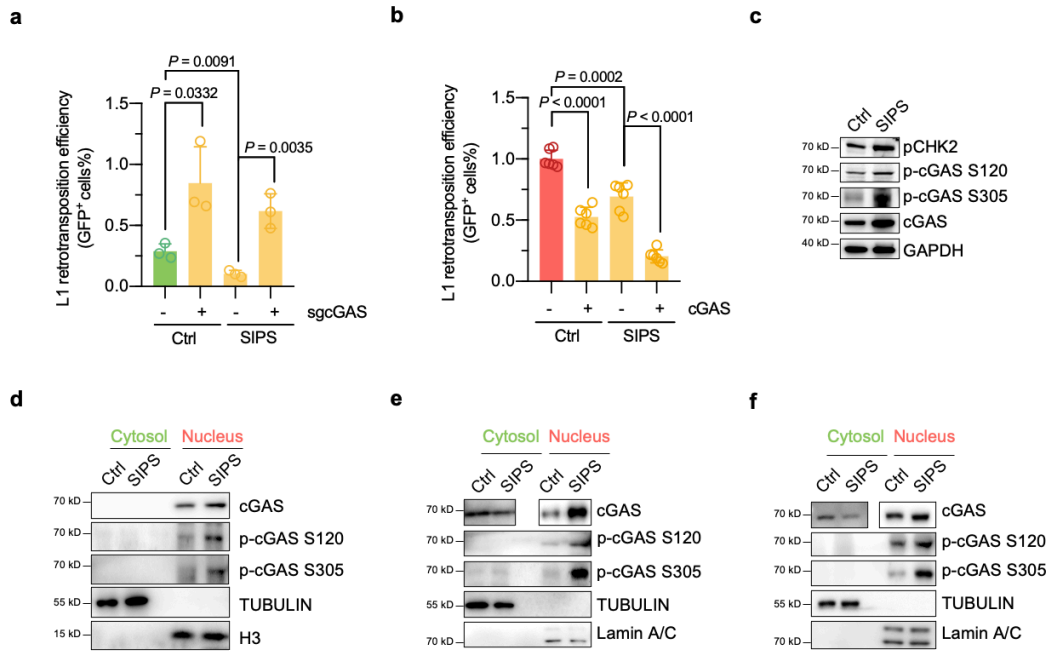 a
P = 0.0091
P = 0.0332
P = 0.0035
L1 retrotransposition efficiency
(GFP+ cells%)
1.5
1.0
0.5
0.0
- + - + sgcGAS
Ctrl SIPS
b
P = 0.0002
P < 0.0001
P < 0.0001
L1 retrotransposition efficiency
(GFP+ cells%)
1.5
1.0
0.5
0.0
- + - + cGAS
Ctrl SIPS
c
Ctrl SIPS
70 kD pCHK2
70 kD p-cGAS S120
70 kD p-cGAS S305
70 kD cGAS
40 kD GAPDH
d
Cytosol Nucleus
Ctrl SIPS Ctrl SIPS
70 kD cGAS
70 kD p-cGAS S120
70 kD p-cGAS S305
55 kD TUBULIN
15 kD H3
e
Cytosol Nucleus
Ctrl SIPS Ctrl SIPS
70 kD cGAS
70 kD p-cGAS S120
70 kD p-cGAS S305
55 kD TUBULIN
70 kD Lamin A/C
f
Cytosol Nucleus
Ctrl SIPS Ctrl SIPS
70 kD cGAS
70 kD p-cGAS S120
70 kD p-cGAS S305
55 kD TUBULIN
70 kD Lamin A/C